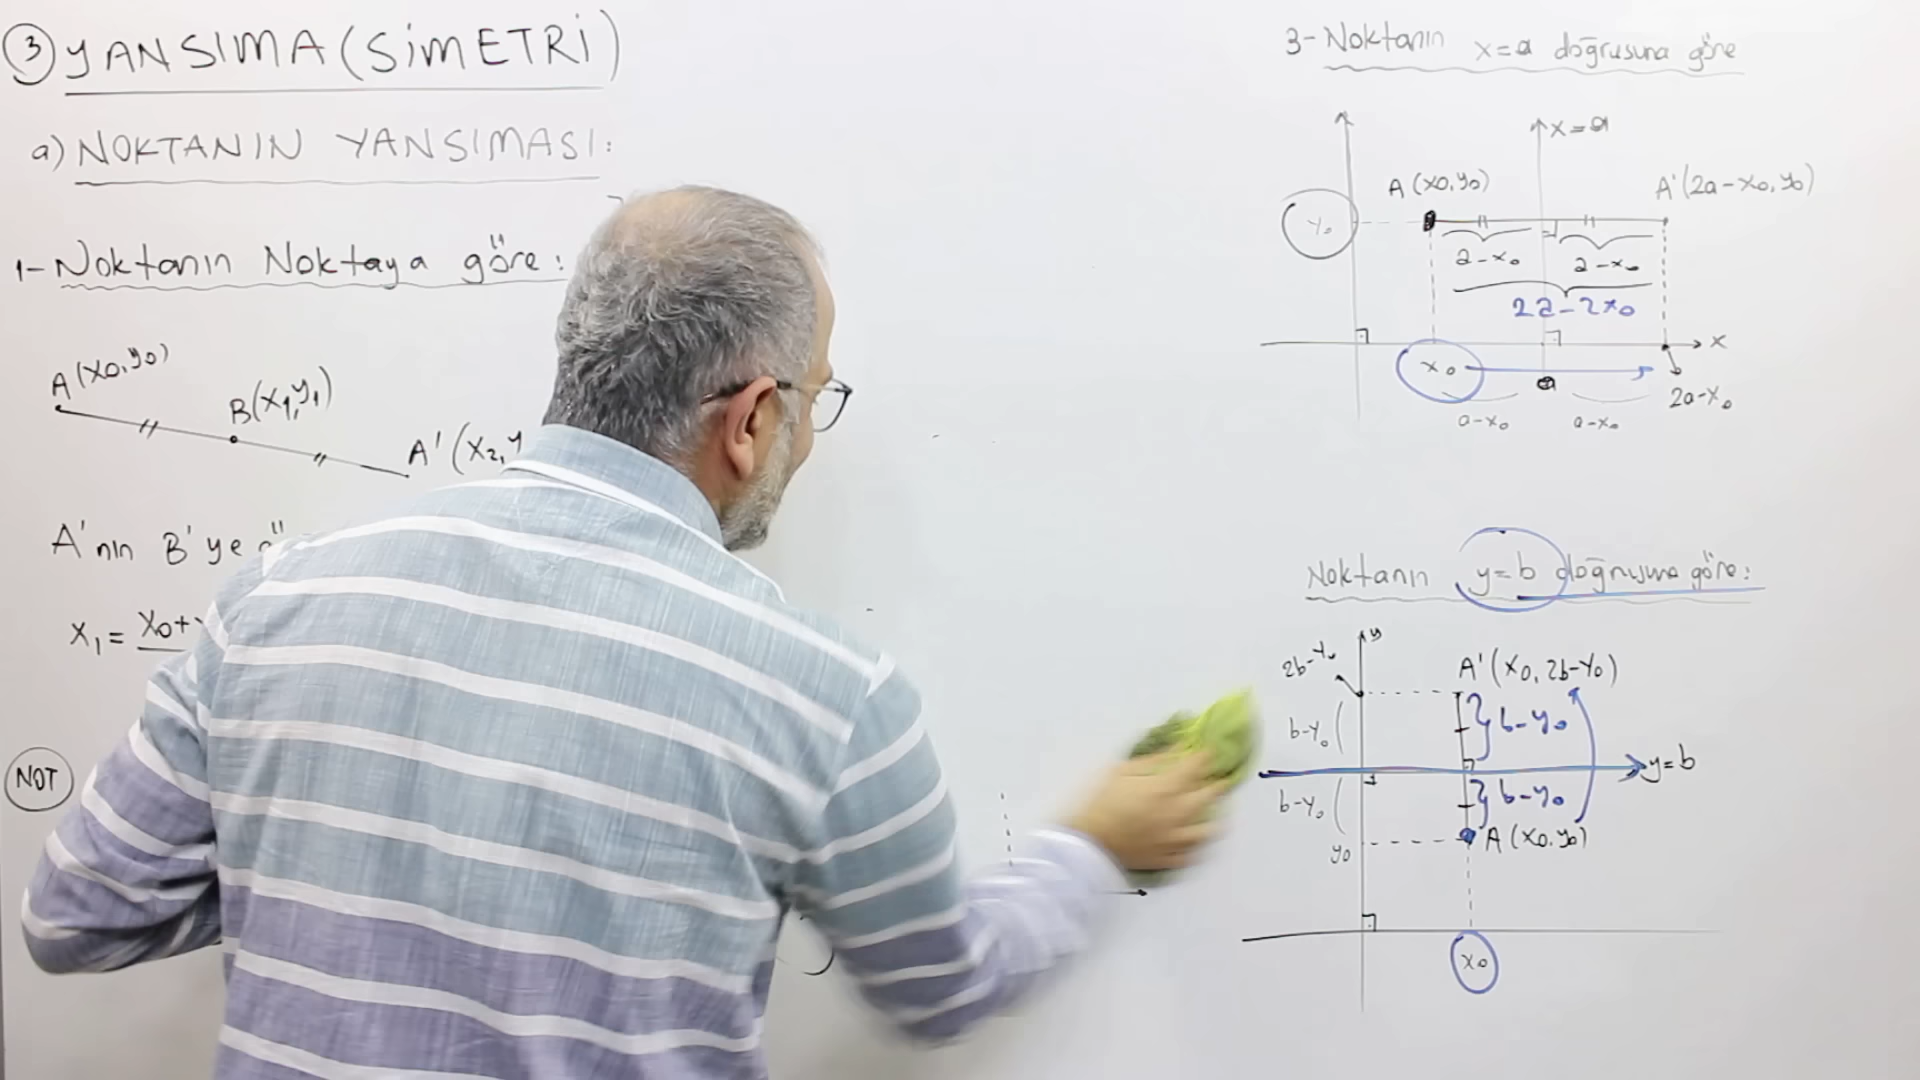 3 YANSIMA (SİMETRİ)
a) NOKTANIN YANSIMASI:
1- Noktanın Noktaya göre:
A(x₀,y₀)
B(x₁,y₁)
A'(x₂,y
A'nın B'ye
x₁ = x₀+
NOT
3- Noktanın x=a doğrusuna göre
x=a
A(x₀,y₀)
A'(2a-x₀,y₀)
y₀
a-x₀
a-x₀
2a-2x₀
x
x₀
a
2a-x₀
a-x₀
a-x₀
Noktanın y=b doğrusuna göre:
y
2b-y₀
A'(x₀, 2b-y₀)
b-y₀
b-y₀
y=b
b-y₀
b-y₀
y₀
A(x₀,y₀)
x₀